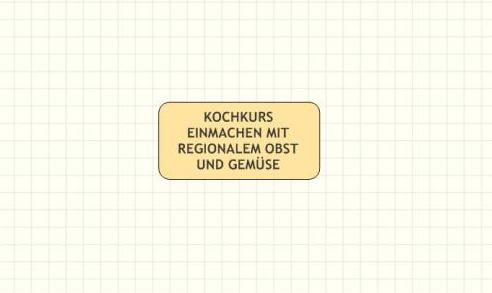 KOCHKURS
EINMACHEN MIT
REGIONALEM OBST
UND GEMÜSE